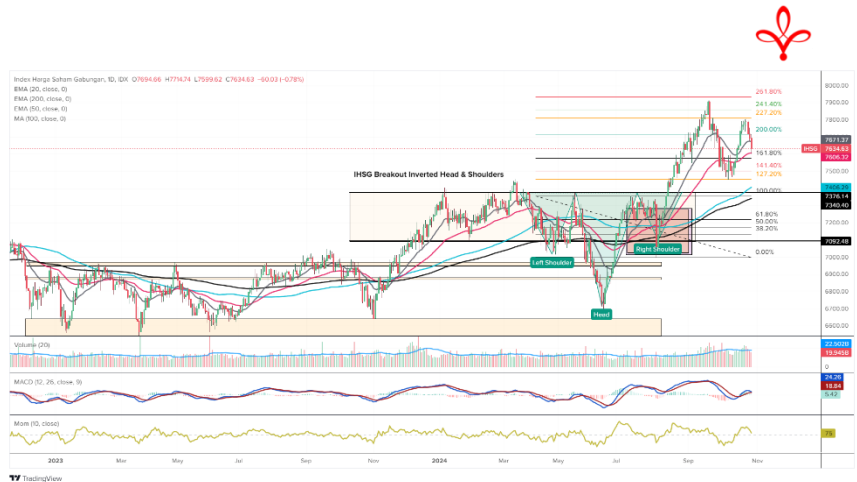 Index Harga Saham Gabungan, 1D, IDX O7694.66 H7714.74 L7599.62 C7634.63 −60.03 (−0.78%)
EMA (20, close, 0)
EMA (200, close, 0)
EMA (50, close, 0)
MA (100, close, 0)
IHSG Breakout Inverted Head & Shoulders
Left Shoulder
Right Shoulder
Head
261.80%
241.40%
227.20%
200.00%
161.80%
141.40%
127.20%
100.00%
61.80%
50.00%
38.20%
0.00%
8000.00
7900.00
7800.00
7671.37
IHSG 7634.63
7606.32
7500.00
7376.14
7340.40
7200.00
7092.48
7000.00
6900.00
6800.00
6700.00
6600.00
Volume (20)
22.502B
19.945B
0
MACD (12, 26, close, 9)
24.26
18.84
5.42
Mom (10, close)
75
2023 Mar May Jul Sep Nov 2024 Mar May Jul Sep Nov
TradingView